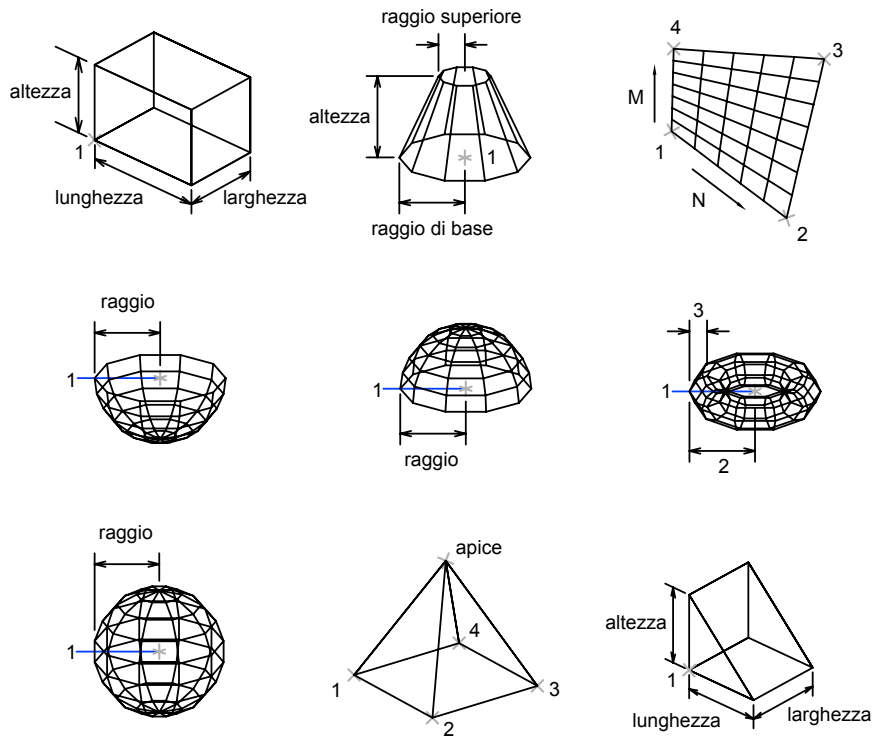 altezza
1
lunghezza
larghezza
raggio superiore
altezza
1
raggio di base
4
3
M
1
N
2
raggio
1
1
raggio
3
1
2
raggio
1
apice
4
1
3
2
altezza
1
lunghezza
larghezza